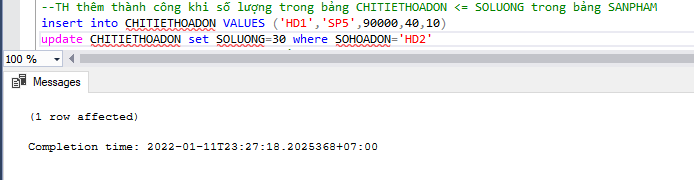 --TH thêm thành công khi số lượng trong bảng CHITIETHOADON <= SOLUONG trong bảng SANPHAM
insert into CHITIETHOADON VALUES ('HD1','SP5',90000,40,10)
update CHITIETHOADON set SOLUONG=30 where SOHOADON='HD2'
100 %
Messages
(1 row affected)
Completion time: 2022-01-11T23:27:18.2025368+07:00